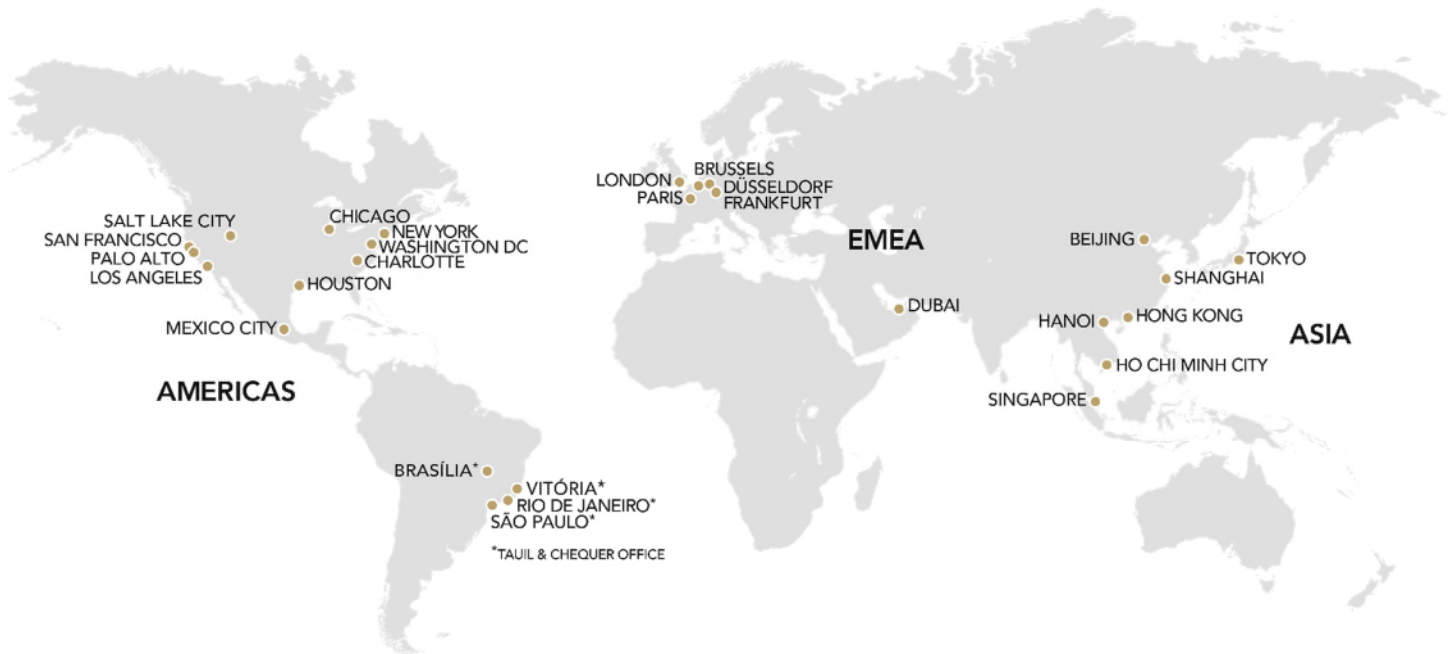 SALT LAKE CITY
SAN FRANCISCO
PALO ALTO
LOS ANGELES
CHICAGO
NEW YORK
WASHINGTON DC
CHARLOTTE
HOUSTON
MEXICO CITY
AMERICAS
BRASÍLIA*
VITÓRIA*
RIO DE JANEIRO*
SÃO PAULO*
*TAUIL & CHEQUER OFFICE
LONDON
PARIS
BRUSSELS
DÜSSELDORF
FRANKFURT
EMEA
DUBAI
BEIJING
TOKYO
SHANGHAI
HANOI
HONG KONG
ASIA
HO CHI MINH CITY
SINGAPORE